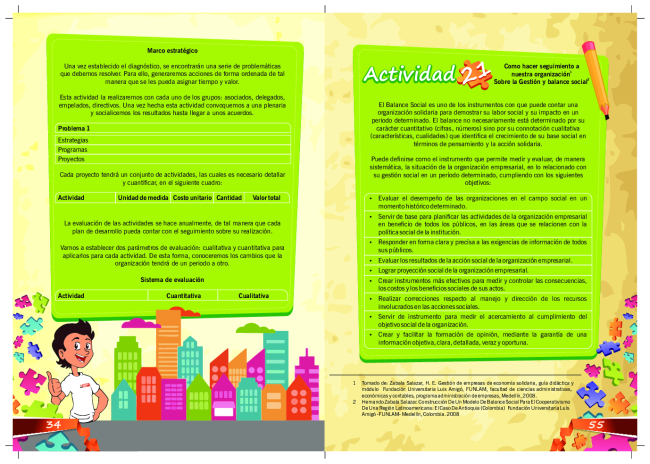 Marco estratégico
Una vez establecido el diagnóstico, se encontrarán una serie de problemáticas
que debemos resolver. Para ello, generaremos acciones de forma ordenada de tal
manera que se les pueda asignar tiempo y valor.
Esta actividad la realizaremos con cada uno de los grupos: asociados, delegados,
empelados, directivos. Una vez hecha esta actividad convoquemos a una plenaria
y socialicemos los resultados hasta llegar a unos acuerdos.
Problema 1
Estrategias
Programas
Proyectos
Cada proyecto tendrá un conjunto de actividades, las cuales es necesario detallar
y cuantificar, en el siguiente cuadro:
Actividad Unidad de medida Costo unitario Cantidad Valor total
La evaluación de las actividades se hace anualmente, de tal manera que cada
plan de desarrollo pueda contar con el seguimiento sobre su realización.
Vamos a establecer dos parámetros de evaluación: cualitativa y cuantitativa para
aplicarlos para cada actividad. De esta forma, conoceremos los cambios que la
organización tendrá de un periodo a otro.
Sistema de evaluación
Actividad Cuantitativa Cualitativa
34
Actividad 21
Como hacer seguimiento a
nuestra organización¹
Sobre la Gestión y balance social²
El Balance Social es uno de los instrumentos con que puede contar una
organización solidaria para demostrar su labor social y su impacto en un
periodo determinado. El balance no necesariamente está determinado por su
carácter cuantitativo (cifras, números) sino por su connotación cualitativa
(características, cualidades) que identifica el crecimiento de su base social en
términos de pensamiento y la acción solidaria.
Puede definirse como el instrumento que permite medir y evaluar, de manera
sistemática, la situación de la organización empresarial, en lo relacionado con
su gestión social en un período determinado, cumpliendo con los siguientes
objetivos:
• Evaluar el desempeño de las organizaciones en el campo social en un
momento histórico determinado.
• Servir de base para planificar las actividades de la organización empresarial
en beneficio de todos los públicos, en las áreas que se relacionen con la
política social de la institución.
• Responder en forma clara y precisa a las exigencias de información de todos
sus públicos.
• Evaluar los resultados de la acción social de la organización empresarial.
• Lograr proyección social de la organización empresarial.
• Crear instrumentos más efectivos para medir y controlar las consecuencias,
los costos y los beneficios sociales de sus actos.
• Realizar correcciones respecto al manejo y dirección de los recursos
involucrados en las acciones sociales.
• Servir de instrumento para medir el acercamiento al cumplimiento del
objetivo social de la organización.
• Crear y facilitar la formación de opinión, mediante la garantía de una
información objetiva, clara, detallada, veraz y oportuna.
1 Tomado de: Zabala Salazar, H. E. Gestión de empresas de economía solidaria, guía didáctica y
módulo Fundación Universitaria Luis Amigó, FUNLAM, facultad de ciencias administrativas,
económicas y contables, programa administración de empresas, Medellín, 2008.
2 Hernando Zabala Salazar. Construcción De Un Modelo De Balance Social Para El Cooperativismo
De Una Región Latinoamericana: El Caso De Antioquia (Colombia) Fundación Universitaria Luis
Amigó -FUNLAM- Medellín, Colombia. 2008
55